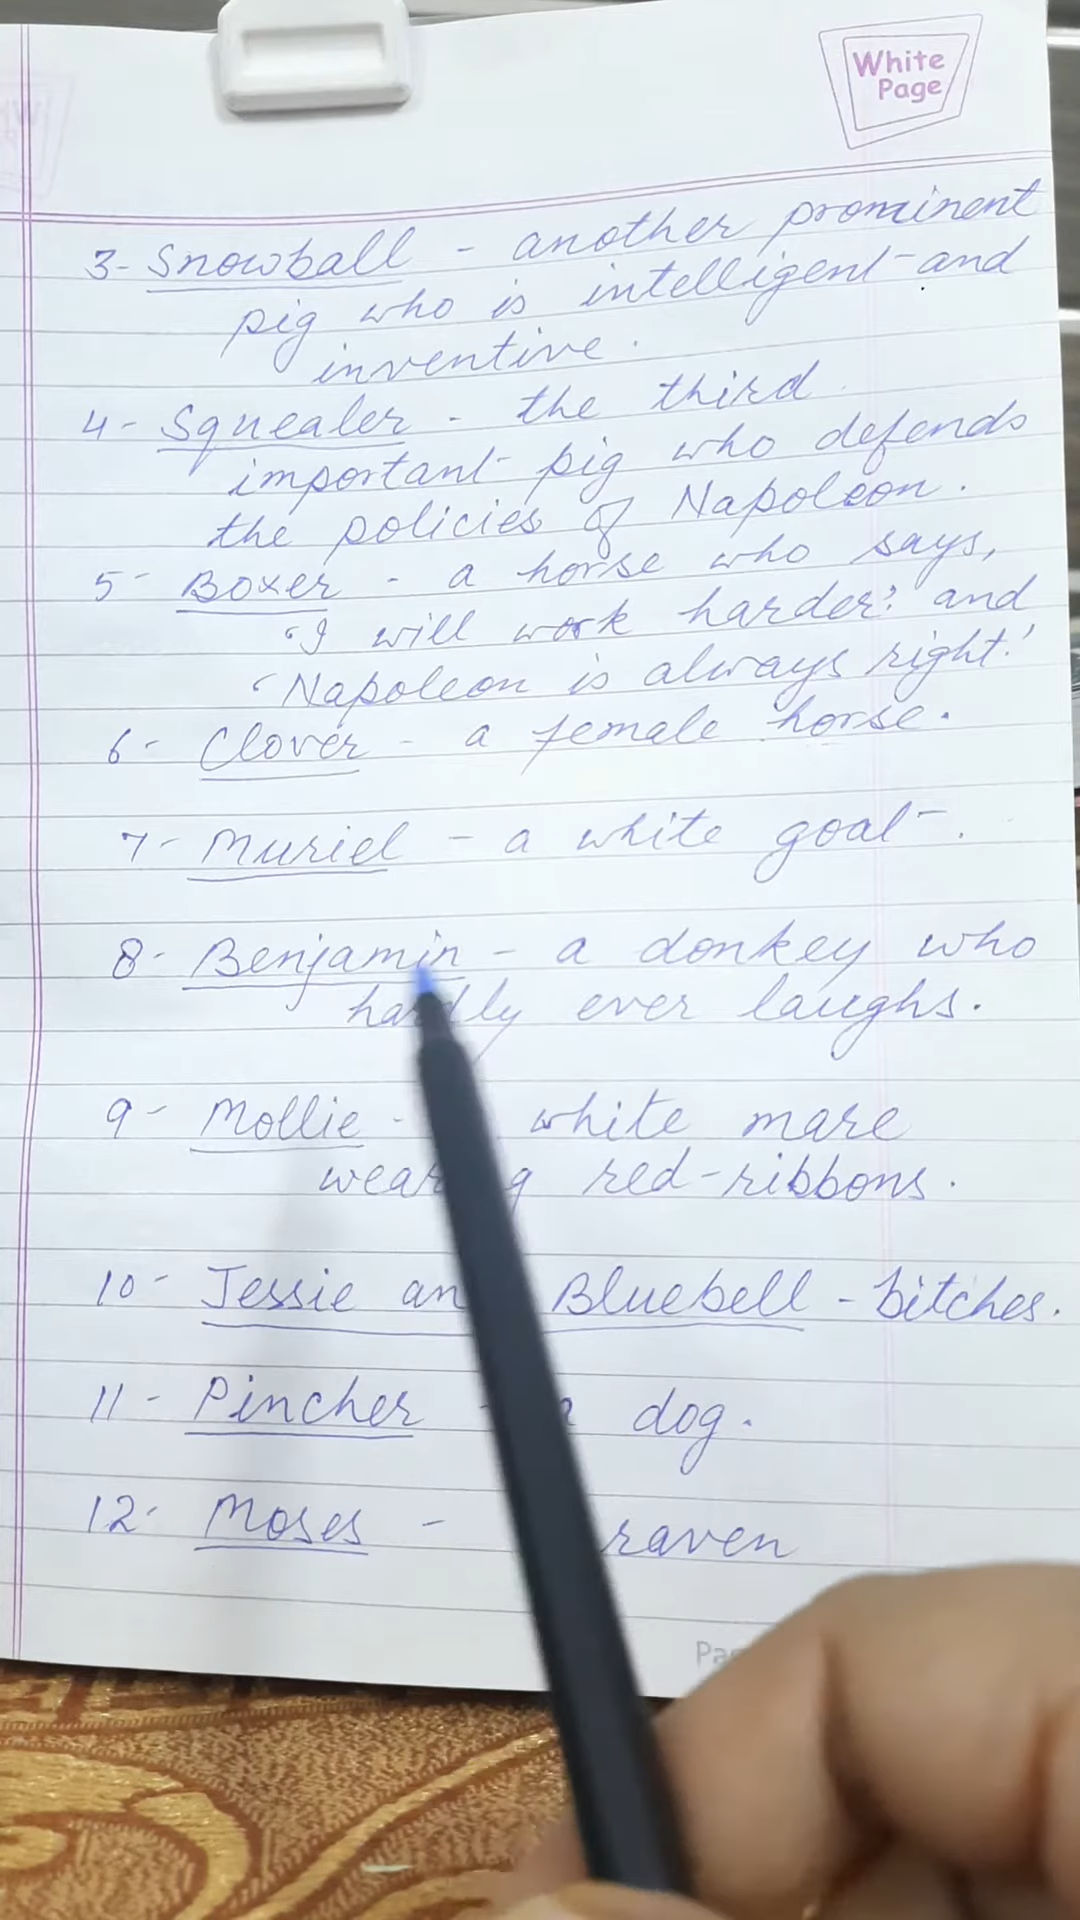 White
Page
3- Snowball - another prominent
pig who is intelligent and
inventive.
4- Squealer - the third
important pig who defends
the policies of Napoleon.
5- Boxer - a horse who says,
'I will work harder' and
'Napoleon is always right.'
6- Clover - a female horse.
7- Muriel - a white goat.
8- Benjamin - a donkey who
hardly ever laughs.
9- Mollie - white mare
wearing red-ribbons.
10- Jessie and Bluebell - bitches.
11- Pincher - a dog.
12- Moses - raven